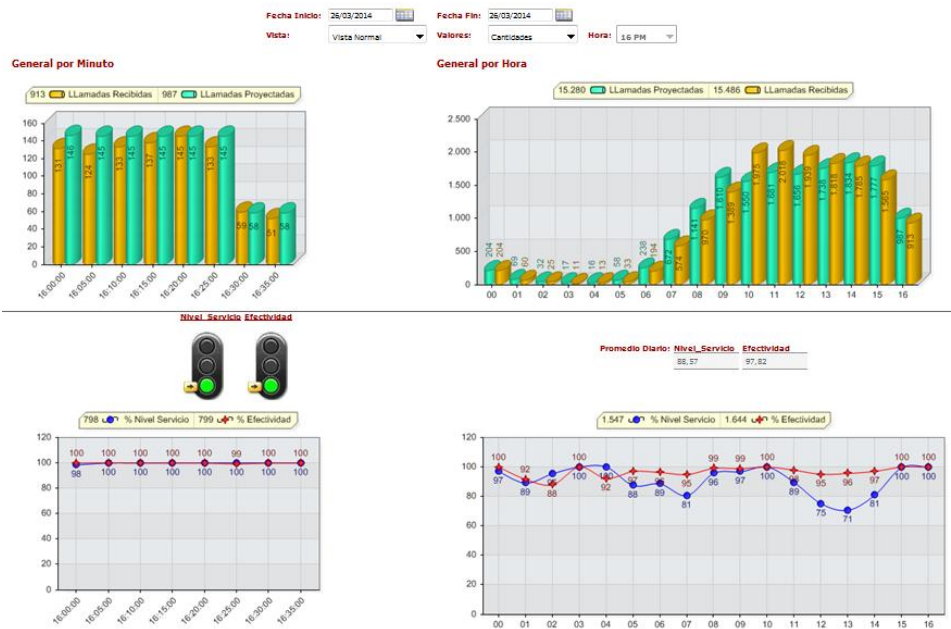 Fecha Inicio: 26/03/2014 Fecha Fin: 26/03/2014
Vista: Vista Normal Valores: Cantidades Hora: 16 PM
General por Minuto
913 LLamadas Recibidas 987 LLamadas Proyectadas
160
140
120
100
80
60
40
20
0
131 146 124 145 133 145 137 145 145 145 133 145 59 58 51 58
16:00:00 16:05:00 16:10:00 16:15:00 16:20:00 16:25:00 16:30:00 16:35:00
General por Hora
15.280 LLamadas Proyectadas 15.486 LLamadas Recibidas
2.500
2.000
1.500
1.000
500
0
204 204 69 60 32 25 17 11 13 58 33 238 194 672 574 1.141 970 1.610 1.389 1.550 1.975 1.681 2.018 1.656 1.939 1.738 1.818 1.834 1.785 1.777 1.565 987 913
00 01 02 03 04 05 06 07 08 09 10 11 12 13 14 15 16
Nivel_Servicio Efectividad
798 % Nivel Servicio 799 % Efectividad
120
100
80
60
40
20
0
100 100 100 100 100 99 100 100
98 100 100 100 100 100 100
16:00:00 16:05:00 16:10:00 16:15:00 16:20:00 16:25:00 16:30:00 16:35:00
Promedio Diario: Nivel_Servicio Efectividad
88,57 97,82
1.547 % Nivel Servicio 1.644 % Efectividad
120
100
80
60
40
20
0
100 92 88 100 92 97 95 99 99 100 98 95 96 97 100 100
97 89 95 100 100 88 89 81 96 97 100 89 75 71 81 100 100
00 01 02 03 04 05 06 07 08 09 10 11 12 13 14 15 16